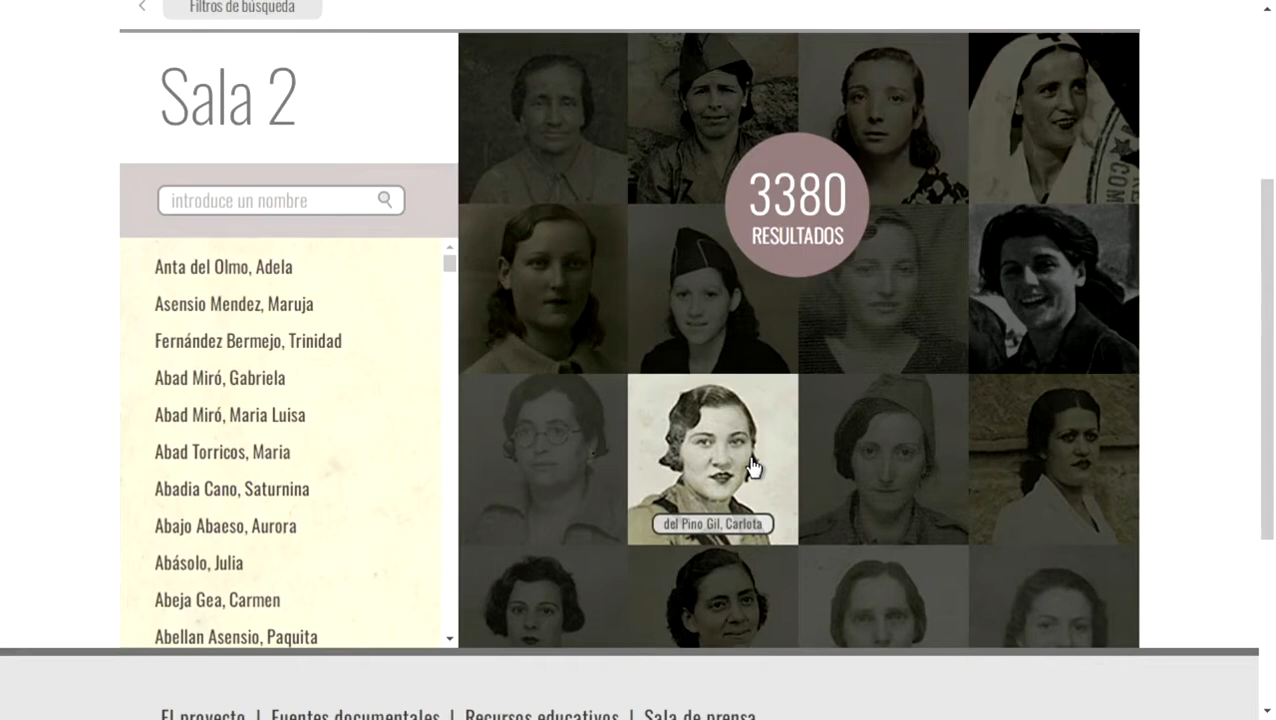 Filtros de búsqueda
Sala 2
introduce un nombre
3380
RESULTADOS
Anta del Olmo, Adela
Asensio Mendez, Maruja
Fernández Bermejo, Trinidad
Abad Miró, Gabriela
Abad Miró, Maria Luisa
Abad Torricos, Maria
Abadia Cano, Saturnina
Abajo Abaeso, Aurora
Abásolo, Julia
Abeja Gea, Carmen
Abellan Asensio, Paquita
COM
del Pino Gil, Carlota
El proyecto | Fuentes documentales | Recursos educativos | Sala de prensa